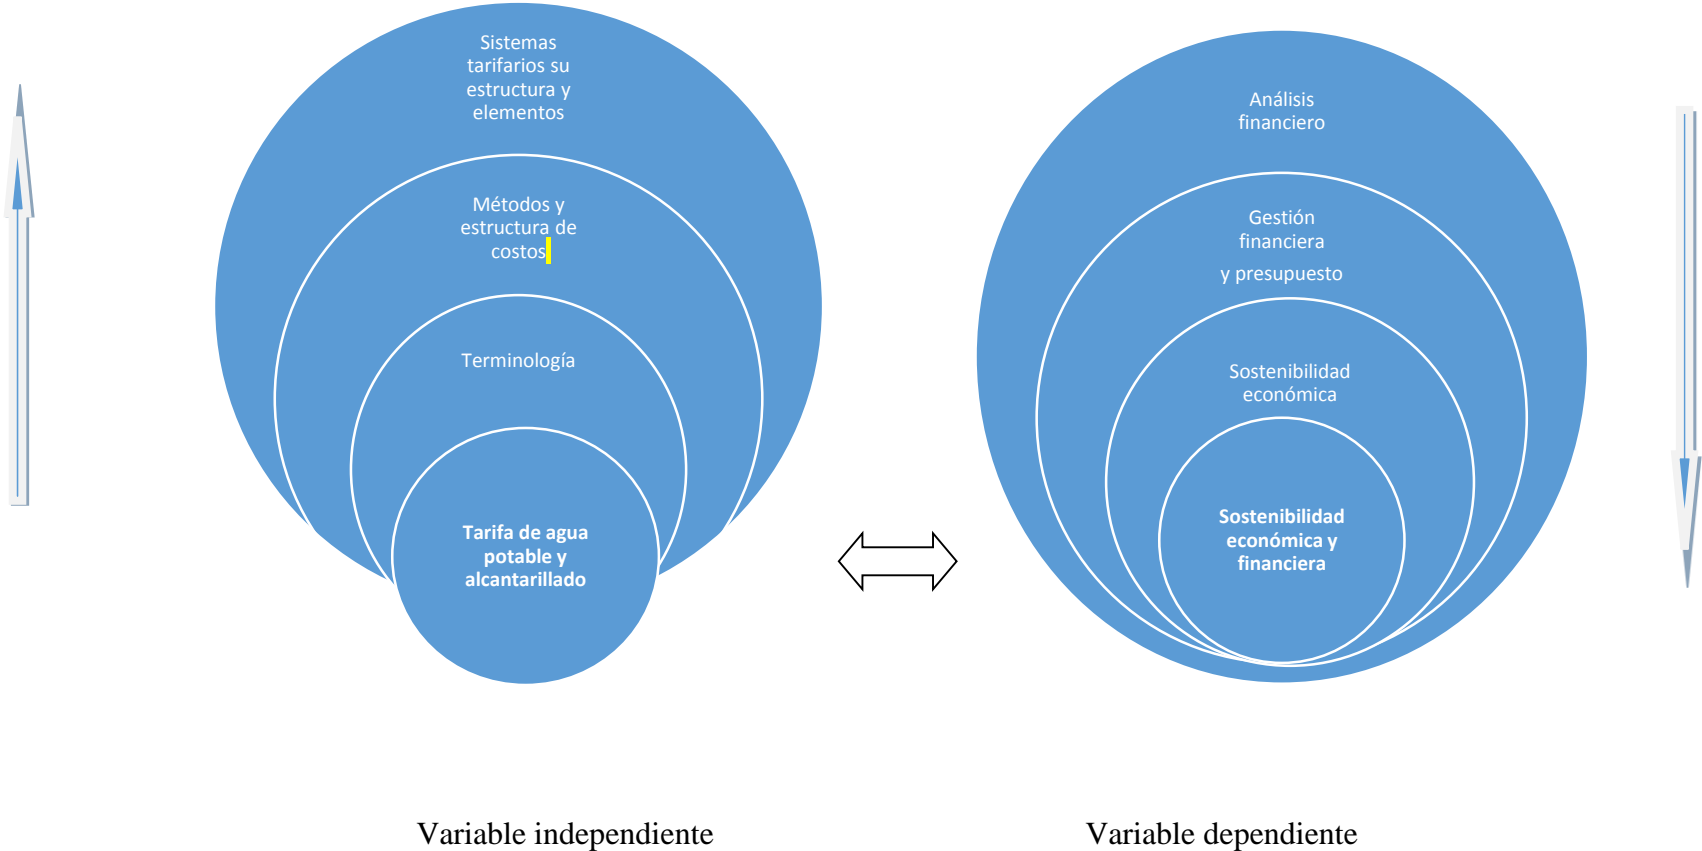 Sistemas
tarifarios su
estructura y
elementos
Métodos y
estructura de
costos
Terminología
Tarifa de agua
potable y
alcantarillado
Análisis
financiero
Gestión
financiera
y presupuesto
Sostenibilidad
económica
Sostenibilidad
económica y
financiera
Variable independiente
Variable dependiente